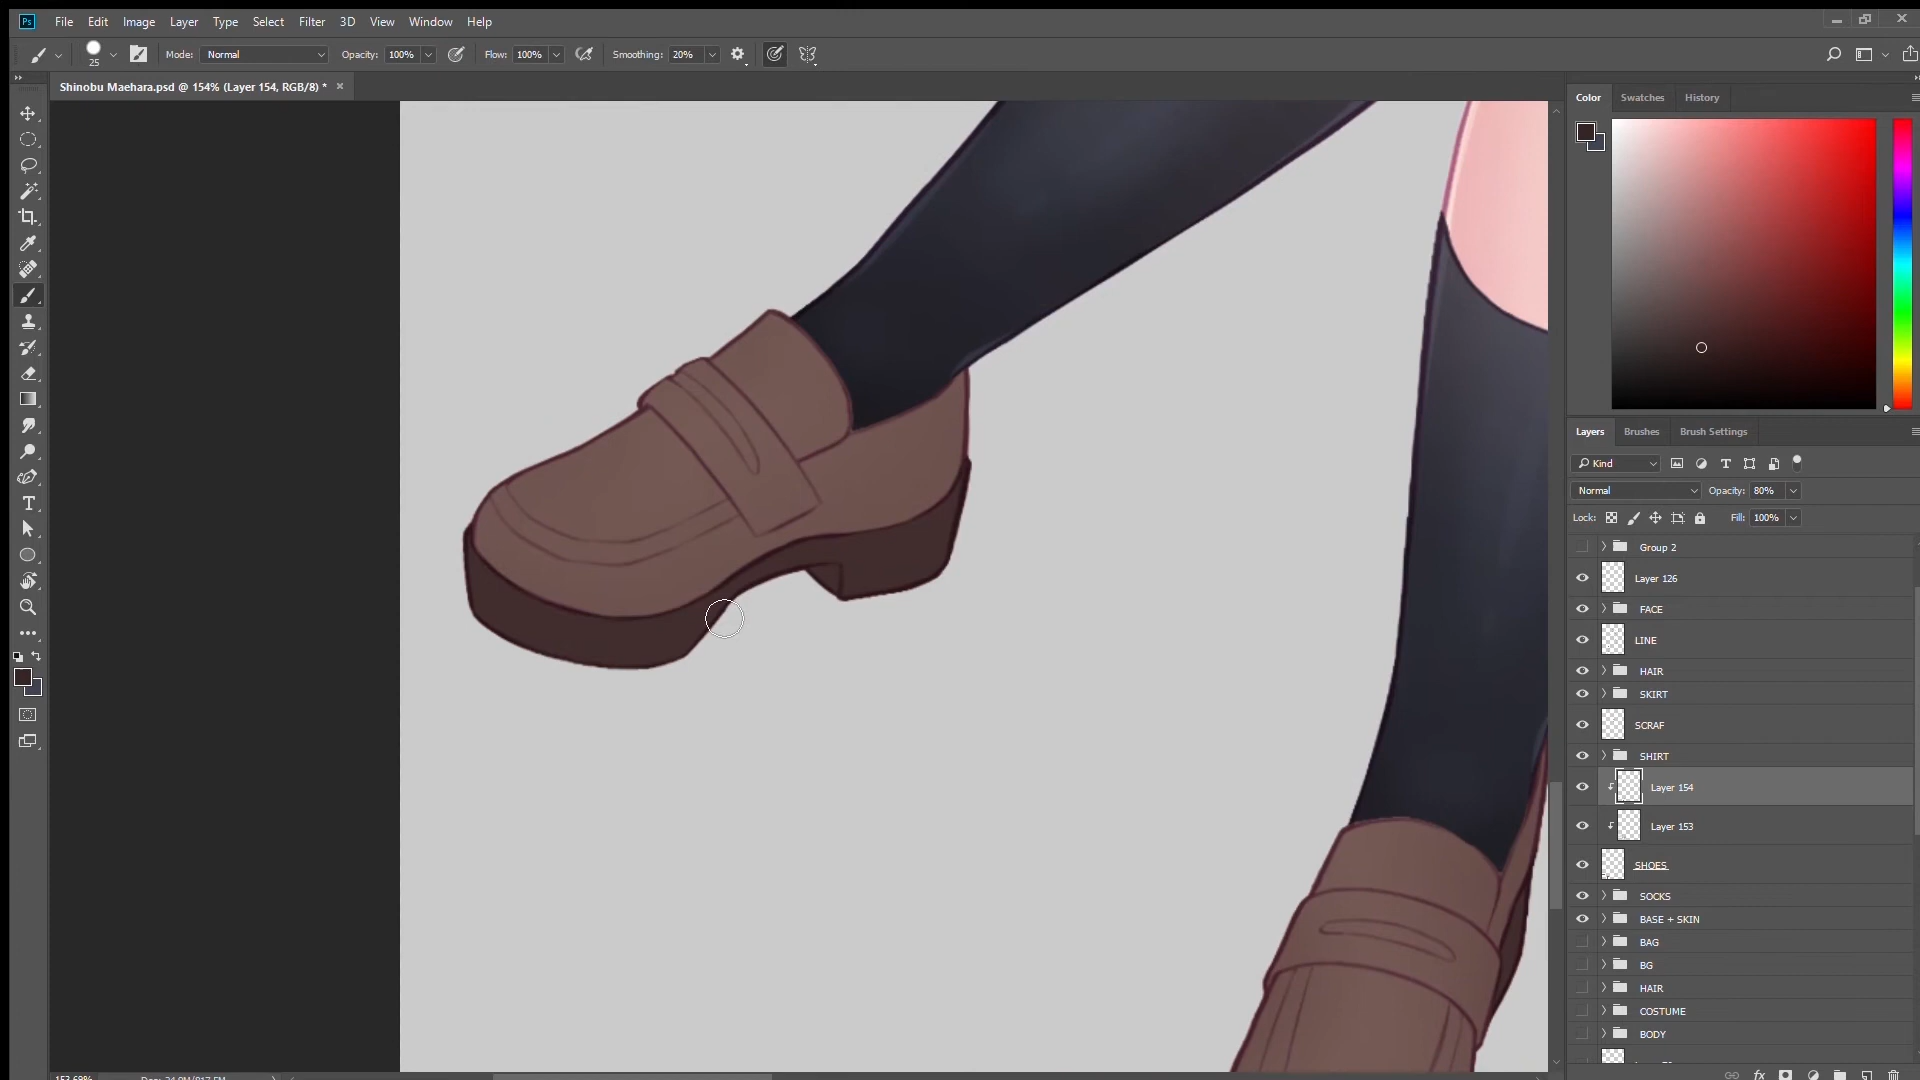 Ps File Edit Image Layer Type Select Filter 3D View Window Help
25 Mode: Normal Opacity: 100% Flow: 100% Smoothing: 20%
Shinobu Maehara.psd @ 154% (Layer 154, RGB/8) *
Color Swatches History
Layers Brushes Brush Settings
Kind
Normal Opacity: 80%
Lock: Fill: 100%
Group 2
Layer 126
FACE
LINE
HAIR
SKIRT
SCRAF
SHIRT
Layer 154
Layer 153
SHOES
SOCKS
BASE + SKIN
BAG
BG
HAIR
COSTUME
BODY
fx